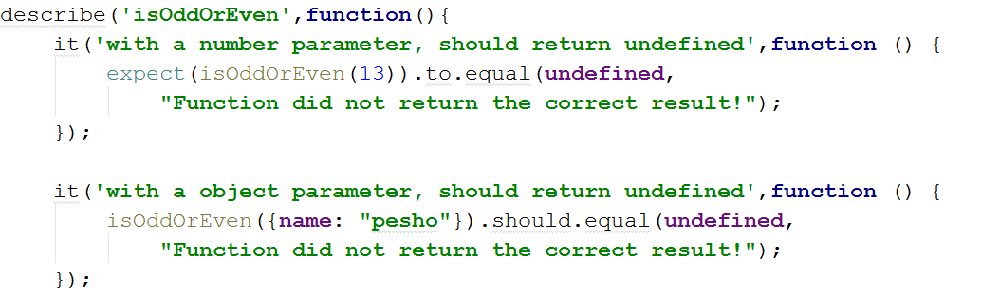 describe('isOddOrEven',function(){
    it('with a number parameter, should return undefined',function () {
        expect(isOddOrEven(13)).to.equal(undefined,
            "Function did not return the correct result!");
    });

    it('with a object parameter, should return undefined',function () {
        isOddOrEven({name: "pesho"}).should.equal(undefined,
            "Function did not return the correct result!");
    });